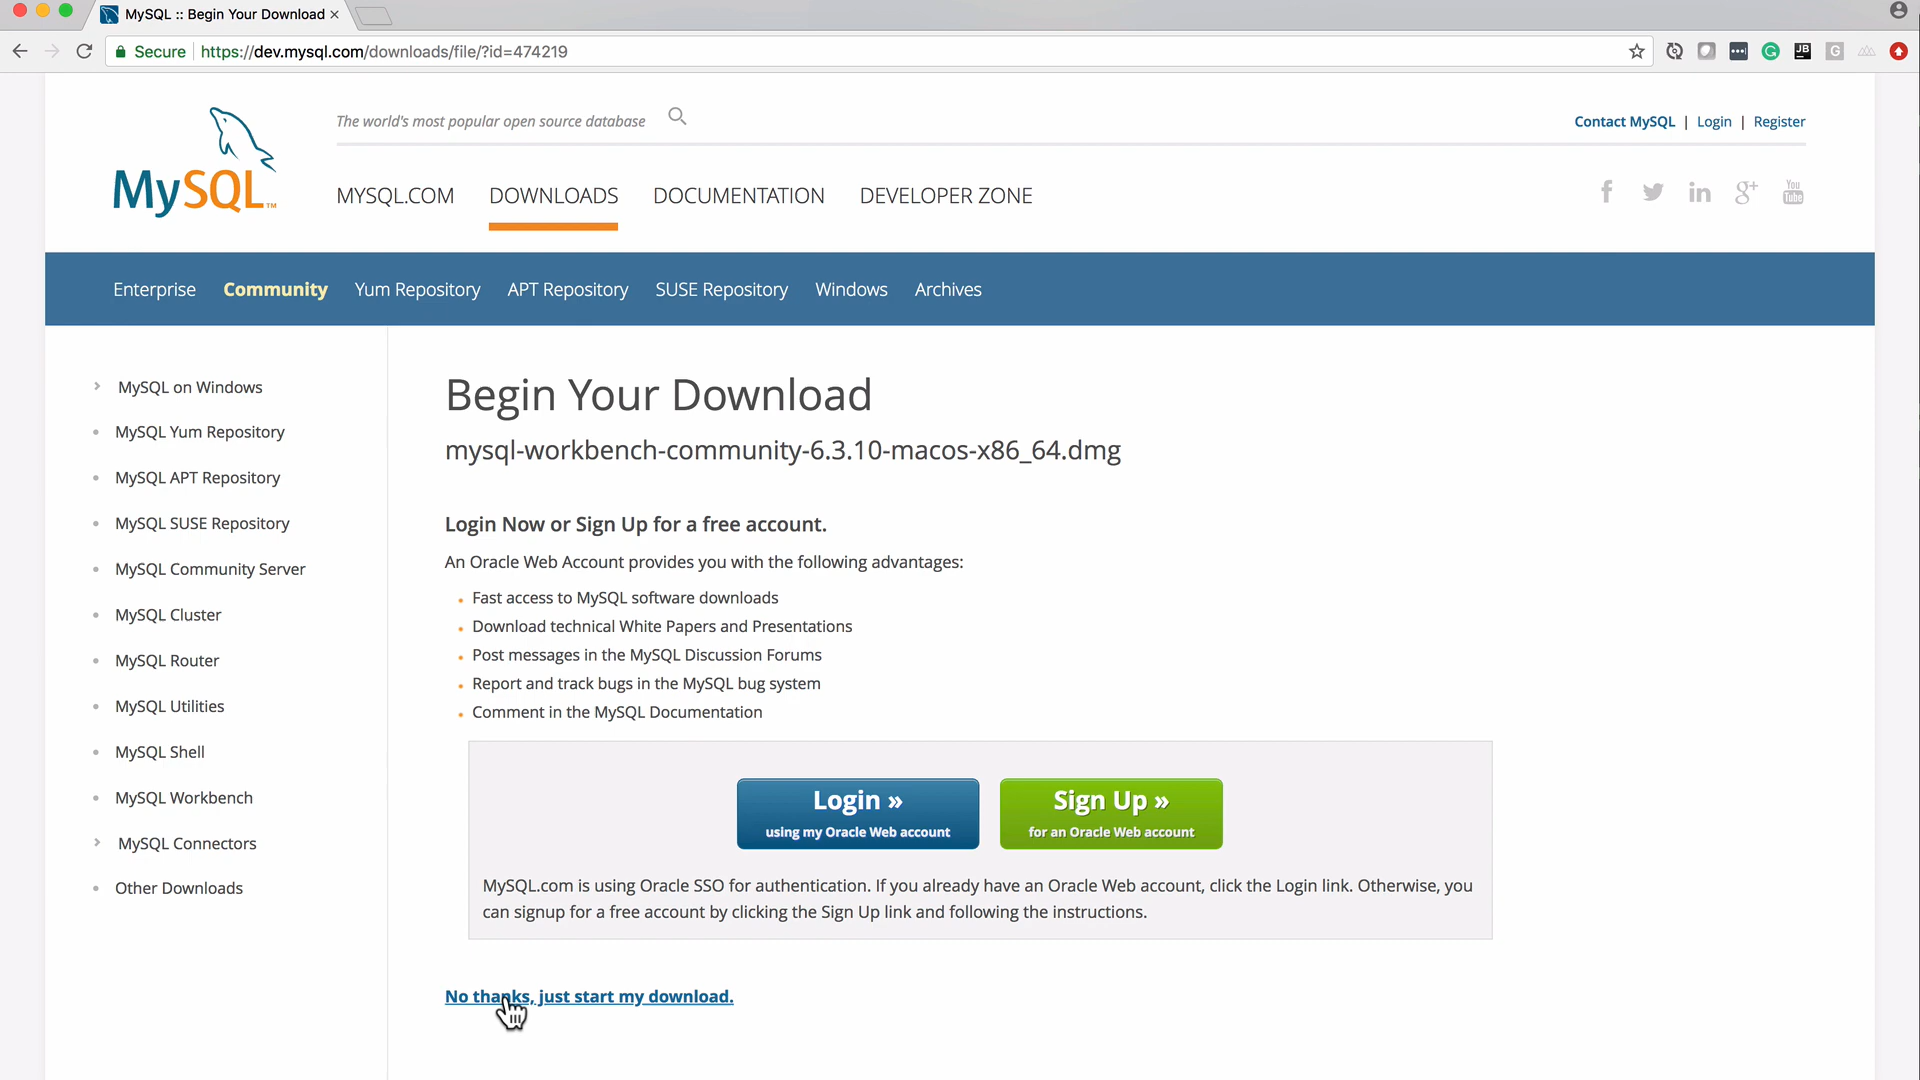 MySQL :: Begin Your Download
Secure https://dev.mysql.com/downloads/file/?id=474219
The world's most popular open source database
Contact MySQL | Login | Register
MySQL™
MYSQL.COM DOWNLOADS DOCUMENTATION DEVELOPER ZONE
Enterprise Community Yum Repository APT Repository SUSE Repository Windows Archives
MySQL on Windows
MySQL Yum Repository
MySQL APT Repository
MySQL SUSE Repository
MySQL Community Server
MySQL Cluster
MySQL Router
MySQL Utilities
MySQL Shell
MySQL Workbench
MySQL Connectors
Other Downloads
Begin Your Download
mysql-workbench-community-6.3.10-macos-x86_64.dmg
Login Now or Sign Up for a free account.
An Oracle Web Account provides you with the following advantages:
Fast access to MySQL software downloads
Download technical White Papers and Presentations
Post messages in the MySQL Discussion Forums
Report and track bugs in the MySQL bug system
Comment in the MySQL Documentation
Login »
using my Oracle Web account
Sign Up »
for an Oracle Web account
MySQL.com is using Oracle SSO for authentication. If you already have an Oracle Web account, click the Login link. Otherwise, you
can signup for a free account by clicking the Sign Up link and following the instructions.
No thanks, just start my download.